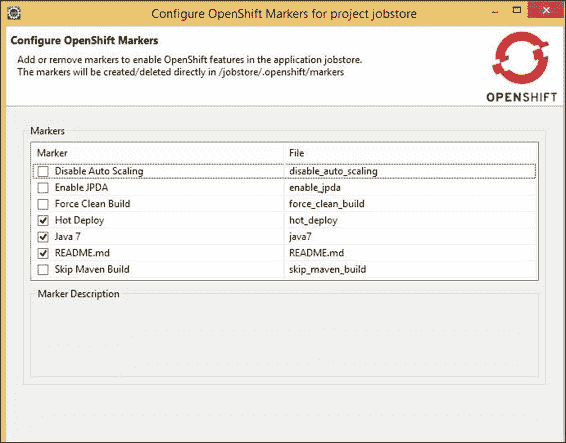 Configure OpenShift Markers for project jobstore
Configure OpenShift Markers
Add or remove markers to enable OpenShift features in the application jobstore.
The markers will be created/deleted directly in /jobstore/.openshift/markers
OPENSHIFT
Markers
Marker File
Disable Auto Scaling disable_auto_scaling
Enable JPDA enable_jpda
Force Clean Build force_clean_build
Hot Deploy hot_deploy
Java 7 java7
README.md README.md
Skip Maven Build skip_maven_build
Marker Description